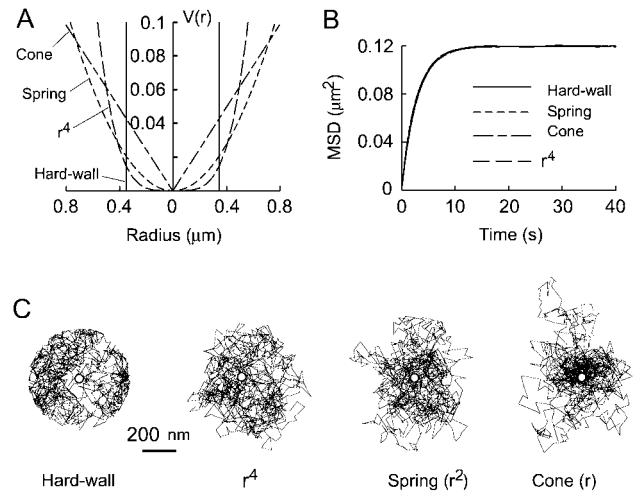 A
V(r)
0.1
0.08
0.04
Cone
Spring
r4
Hard-wall
0.8
0.4
0
0.4
0.8
Radius (μm)
B
MSD (μm2)
0.12
0.08
0.04
0
0
10
20
30
40
Time (s)
Hard-wall
Spring
Cone
r4
C
200 nm
Hard-wall
r4
Spring (r2)
Cone (r)